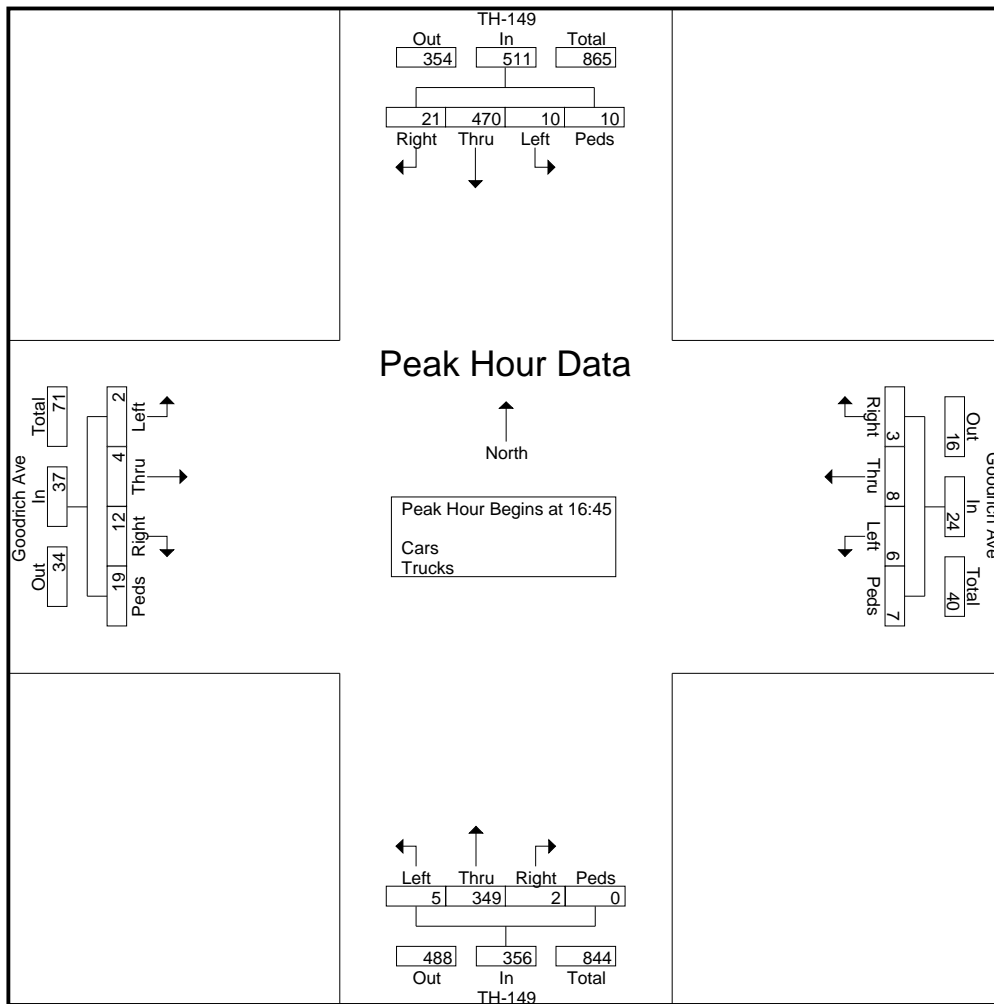 TH-149
Out In Total
354 511 865
21 470 10 10
Right Thru Left Peds
Peak Hour Data
North
Peak Hour Begins at 16:45
Cars
Trucks
Goodrich Ave
Total In Out
71 37 34
2 4 12 19
Left Thru Right Peds
Right Thru Left Peds
3 8 6 7
Out In Total
16 24 40
Goodrich Ave
Left Thru Right Peds
5 349 2 0
488 356 844
Out In Total
TH-149